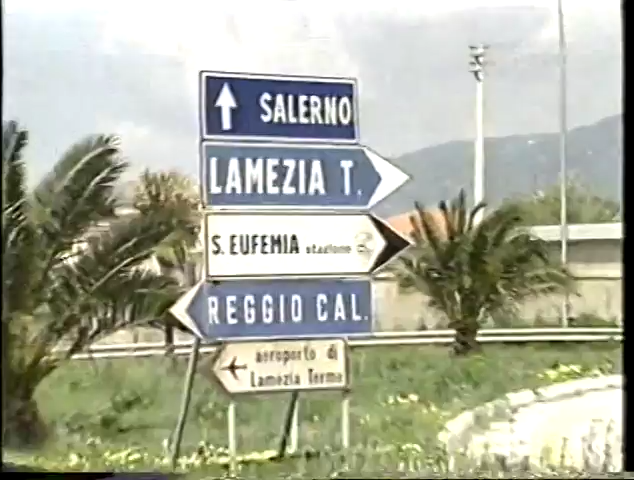 SALERNO
LAMEZIA T.
S. EUFEMIA stazione
REGGIO CAL.
aeroporto di
Lamezia Terme